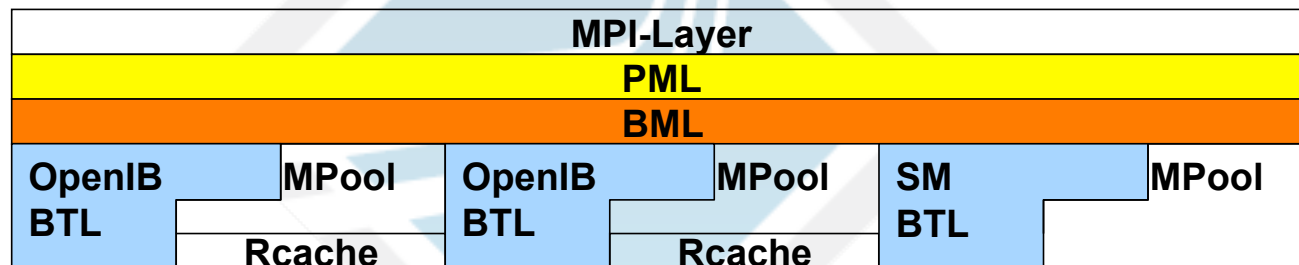 MPI-Layer
PML
BML
OpenIB MPool OpenIB MPool SM MPool
BTL BTL BTL
Rcache Rcache